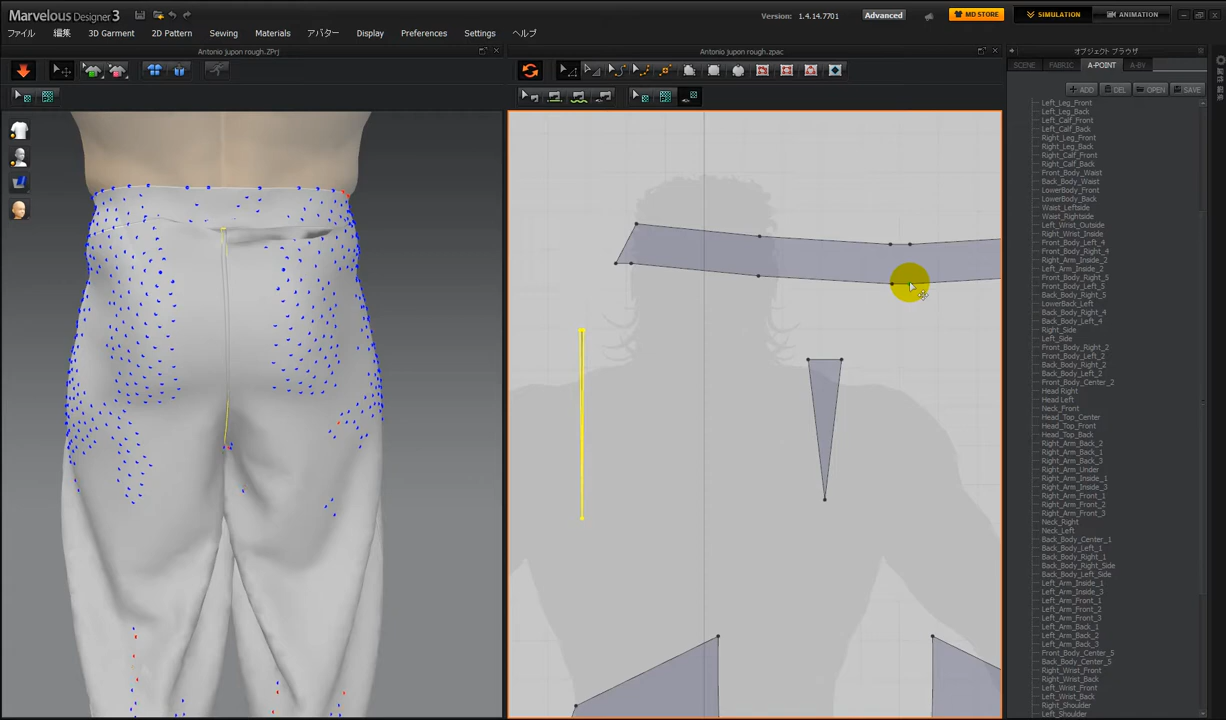 Marvelous Designer 3
Version: 1.4.14.7701
Advanced
MD STORE
SIMULATION
ANIMATION
ファイル 編集 3D Garment Materials アバター Display Preferences Settings ヘルプ
2D Pattern
Sewing
Antonio jupon rough.ZPrj
Antonio jupon rough.zpac
オブジェクト ブラウザ
SCENE FABRIC A-POINT A-BV
ADD DEL OPEN SAVE
Left_Leg_Front
Left_Leg_Back
Left_Calf_Front
Left_Calf_Back
Right_Leg_Front
Right_Leg_Back
Right_Calf_Front
Right_Calf_Back
Front_Body_Waist
Back_Body_Waist
LowerBody_Front
LowerBody_Back
Waist_Leftside
Waist_Rightside
Left_Wrist_Outside
Right_Wrist_Inside
Front_Body_Left_4
Front_Body_Right_4
Right_Arm_Inside_2
Left_Arm_Inside_2
Front_Body_Right_5
Front_Body_Left_5
Back_Body_Right_5
LowerBack_Left
Back_Body_Right_4
Back_Body_Left_4
Right_Side
Left_Side
Front_Body_Right_2
Front_Body_Left_2
Back_Body_Right_2
Back_Body_Left_2
Front_Body_Center_2
Head Right
Head Left
Neck_Front
Head_Top_Center
Head_Top_Front
Head_Top_Back
Right_Arm_Back_2
Right_Arm_Back_1
Right_Arm_Back_3
Right_Arm_Under
Right_Arm_Inside_1
Right_Arm_Inside_3
Right_Arm_Front_1
Right_Arm_Front_2
Right_Arm_Front_3
Neck_Right
Neck_Left
Back_Body_Center_1
Back_Body_Left_1
Back_Body_Right_1
Back_Body_Right_Side
Back_Body_Left_Side
Left_Arm_Inside_1
Left_Arm_Inside_3
Left_Arm_Front_1
Left_Arm_Front_2
Left_Arm_Front_3
Left_Arm_Back_1
Left_Arm_Back_2
Left_Arm_Back_3
Front_Body_Center_5
Back_Body_Center_5
Right_Wrist_Front
Right_Wrist_Back
Left_Wrist_Front
Left_Wrist_Back
Right_Shoulder
Left_Shoulder